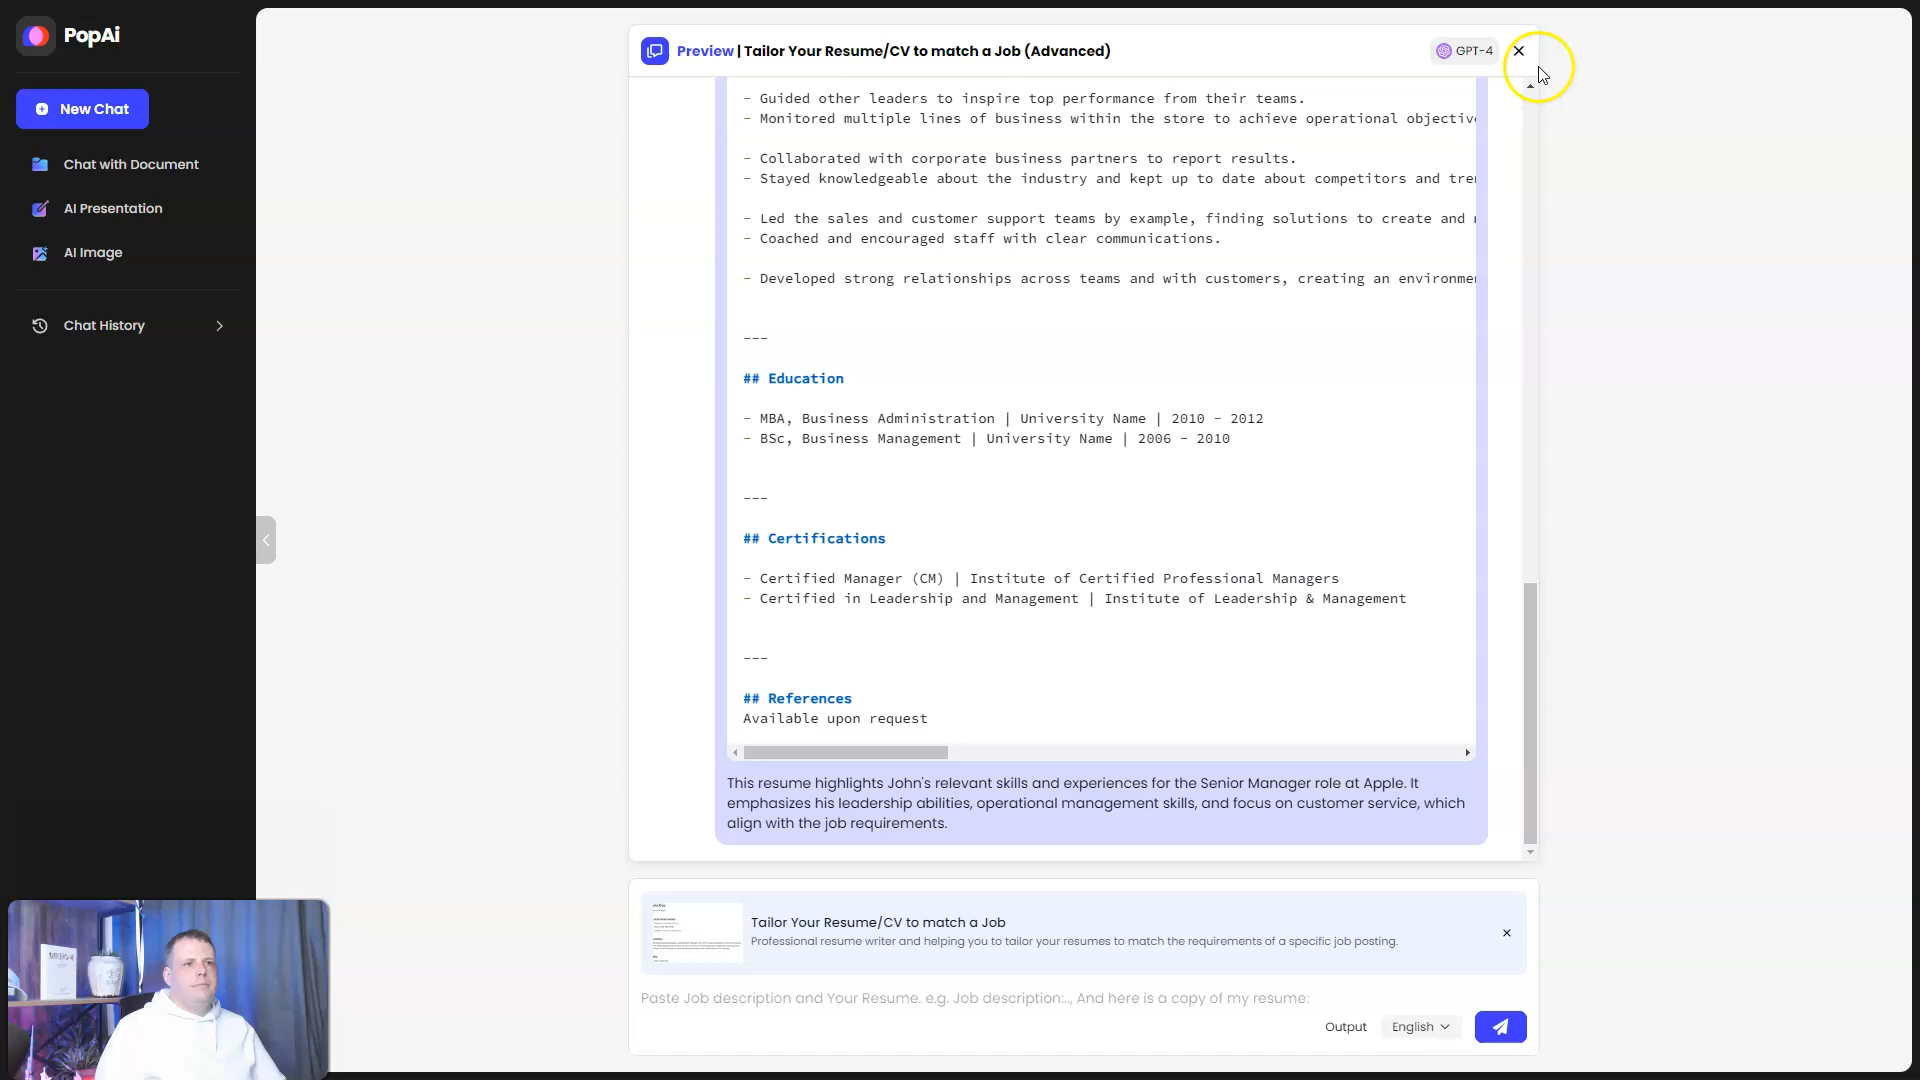 PopAi
New Chat
Chat with Document
AI Presentation
AI Image
Chat History
Preview | Tailor Your Resume/CV to match a Job (Advanced)
GPT-4
- Guided other leaders to inspire top performance from their teams.
- Monitored multiple lines of business within the store to achieve operational objectiv
- Collaborated with corporate business partners to report results.
- Stayed knowledgeable about the industry and kept up to date about competitors and tre
- Led the sales and customer support teams by example, finding solutions to create and
- Coached and encouraged staff with clear communications.
- Developed strong relationships across teams and with customers, creating an environme
---
## Education
- MBA, Business Administration | University Name | 2010 - 2012
- BSc, Business Management | University Name | 2006 - 2010
---
## Certifications
- Certified Manager (CM) | Institute of Certified Professional Managers
- Certified in Leadership and Management | Institute of Leadership & Management
---
## References
Available upon request
This resume highlights John's relevant skills and experiences for the Senior Manager role at Apple. It
emphasizes his leadership abilities, operational management skills, and focus on customer service, which
align with the job requirements.
Tailor Your Resume/CV to match a Job
Professional resume writer and helping you to tailor your resumes to match the requirements of a specific job posting.
Paste Job description and Your Resume. e.g. Job description:.., And here is a copy of my resume:
Output
English